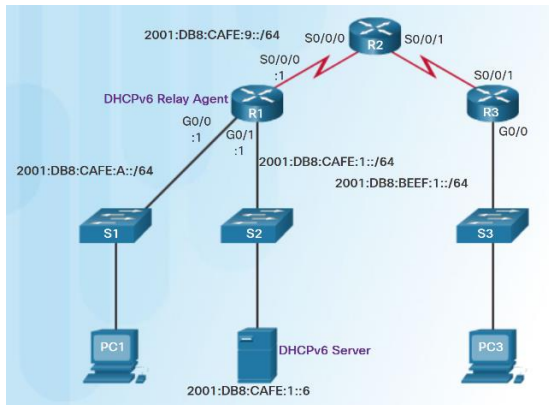 2001:DB8:CAFE:9::/64
S0/0/0
R2
S0/0/1
S0/0/0
:1
S0/0/1
DHCPv6 Relay Agent
R1
R3
G0/0
:1
G0/1
:1
G0/0
2001:DB8:CAFE:A::/64
2001:DB8:CAFE:1::/64
2001:DB8:BEEF:1::/64
S1
S2
S3
PC1
DHCPv6 Server
PC3
2001:DB8:CAFE:1::6